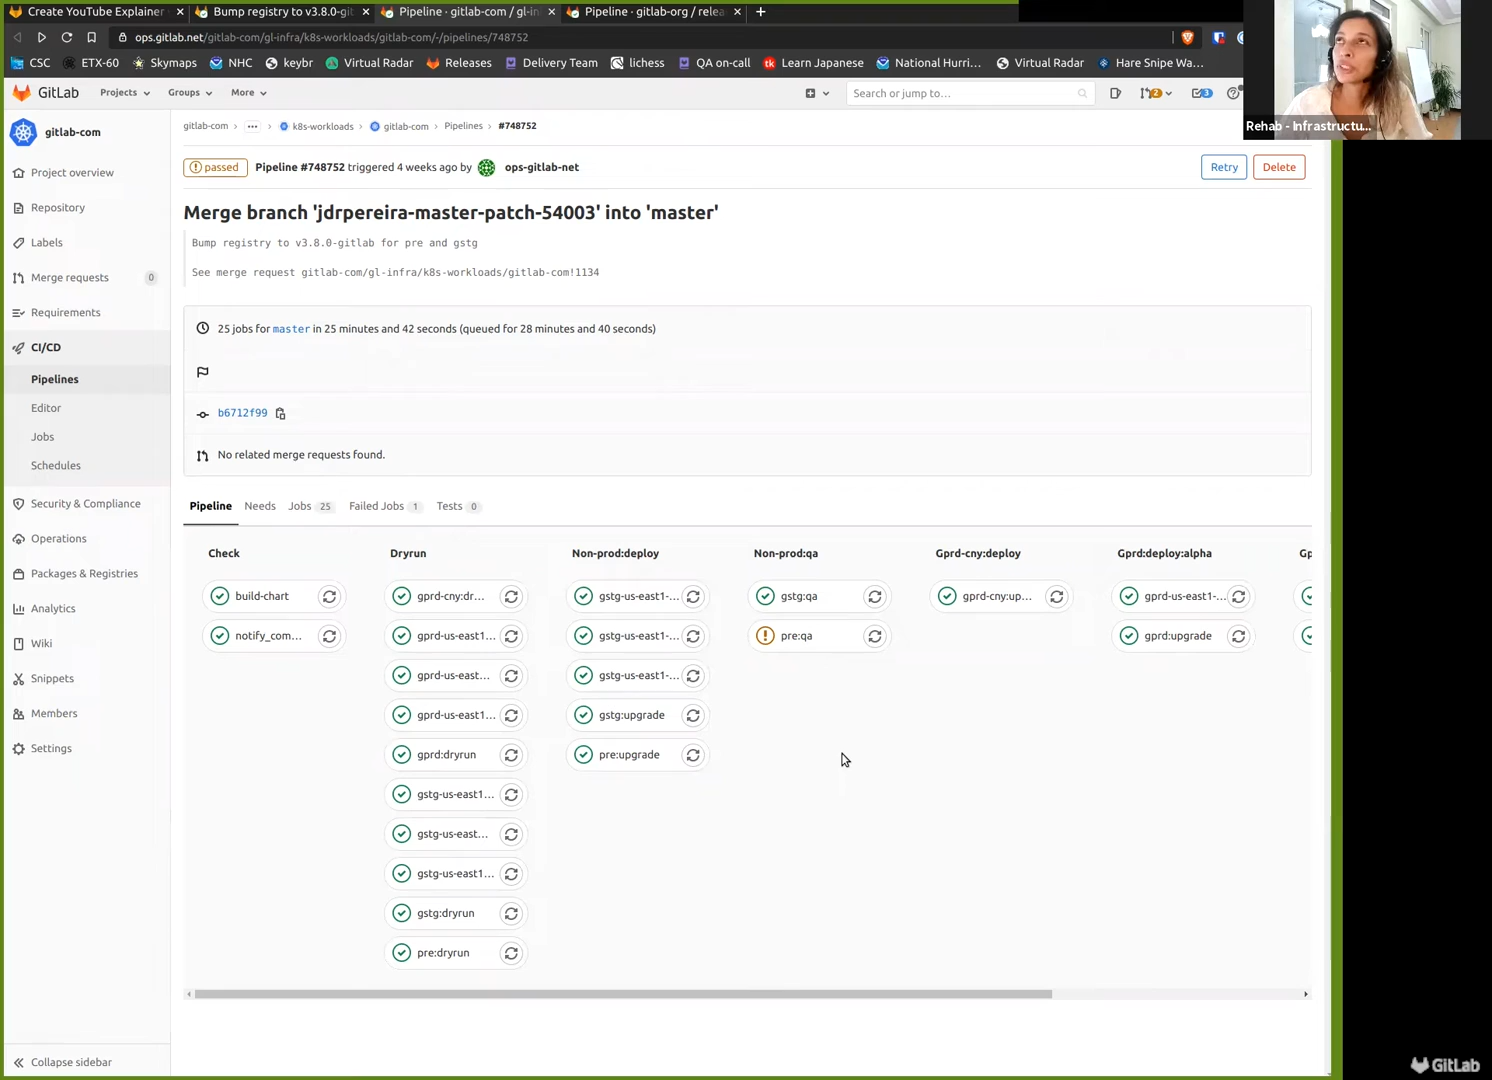 Create YouTube Explainer
Bump registry to v3.8.0-git
Pipeline · gitlab-com / gl-in
Pipeline · gitlab-org / relea
ops.gitlab.net/gitlab-com/gl-infra/k8s-workloads/gitlab-com/-/pipelines/748752
CSC
ETX-60
Skymaps
NHC
keybr
Virtual Radar
Releases
Delivery Team
lichess
QA on-call
Learn Japanese
National Hurri...
Virtual Radar
Hare Snipe Wa...
GitLab
Projects
Groups
More
Search or jump to...
2
3
Rehab - Infrastructu...
gitlab-com
Project overview
Repository
Labels
Merge requests 0
Requirements
CI/CD
Pipelines
Editor
Jobs
Schedules
Security & Compliance
Operations
Packages & Registries
Analytics
Wiki
Snippets
Members
Settings
Collapse sidebar
gitlab-com › ... › k8s-workloads › gitlab-com › Pipelines › #748752
passed Pipeline #748752 triggered 4 weeks ago by ops-gitlab-net
Retry
Delete
Merge branch 'jdrpereira-master-patch-54003' into 'master'
Bump registry to v3.8.0-gitlab for pre and gstg
See merge request gitlab-com/gl-infra/k8s-workloads/gitlab-com!1134
25 jobs for master in 25 minutes and 42 seconds (queued for 28 minutes and 40 seconds)
b6712f99
No related merge requests found.
Pipeline Needs Jobs 25 Failed Jobs 1 Tests 0
Check
build-chart
notify_com...
Dryrun
gprd-cny:dr...
gprd-us-east1...
gprd-us-east...
gprd-us-east1...
gprd:dryrun
gstg-us-east1...
gstg-us-east...
gstg-us-east1...
gstg:dryrun
pre:dryrun
Non-prod:deploy
gstg-us-east1-...
gstg-us-east1-...
gstg-us-east1-...
gstg:upgrade
pre:upgrade
Non-prod:qa
gstg:qa
pre:qa
Gprd-cny:deploy
gprd-cny:up...
Gprd:deploy:alpha
gprd-us-east1-...
gprd:upgrade
Gp
GitLab